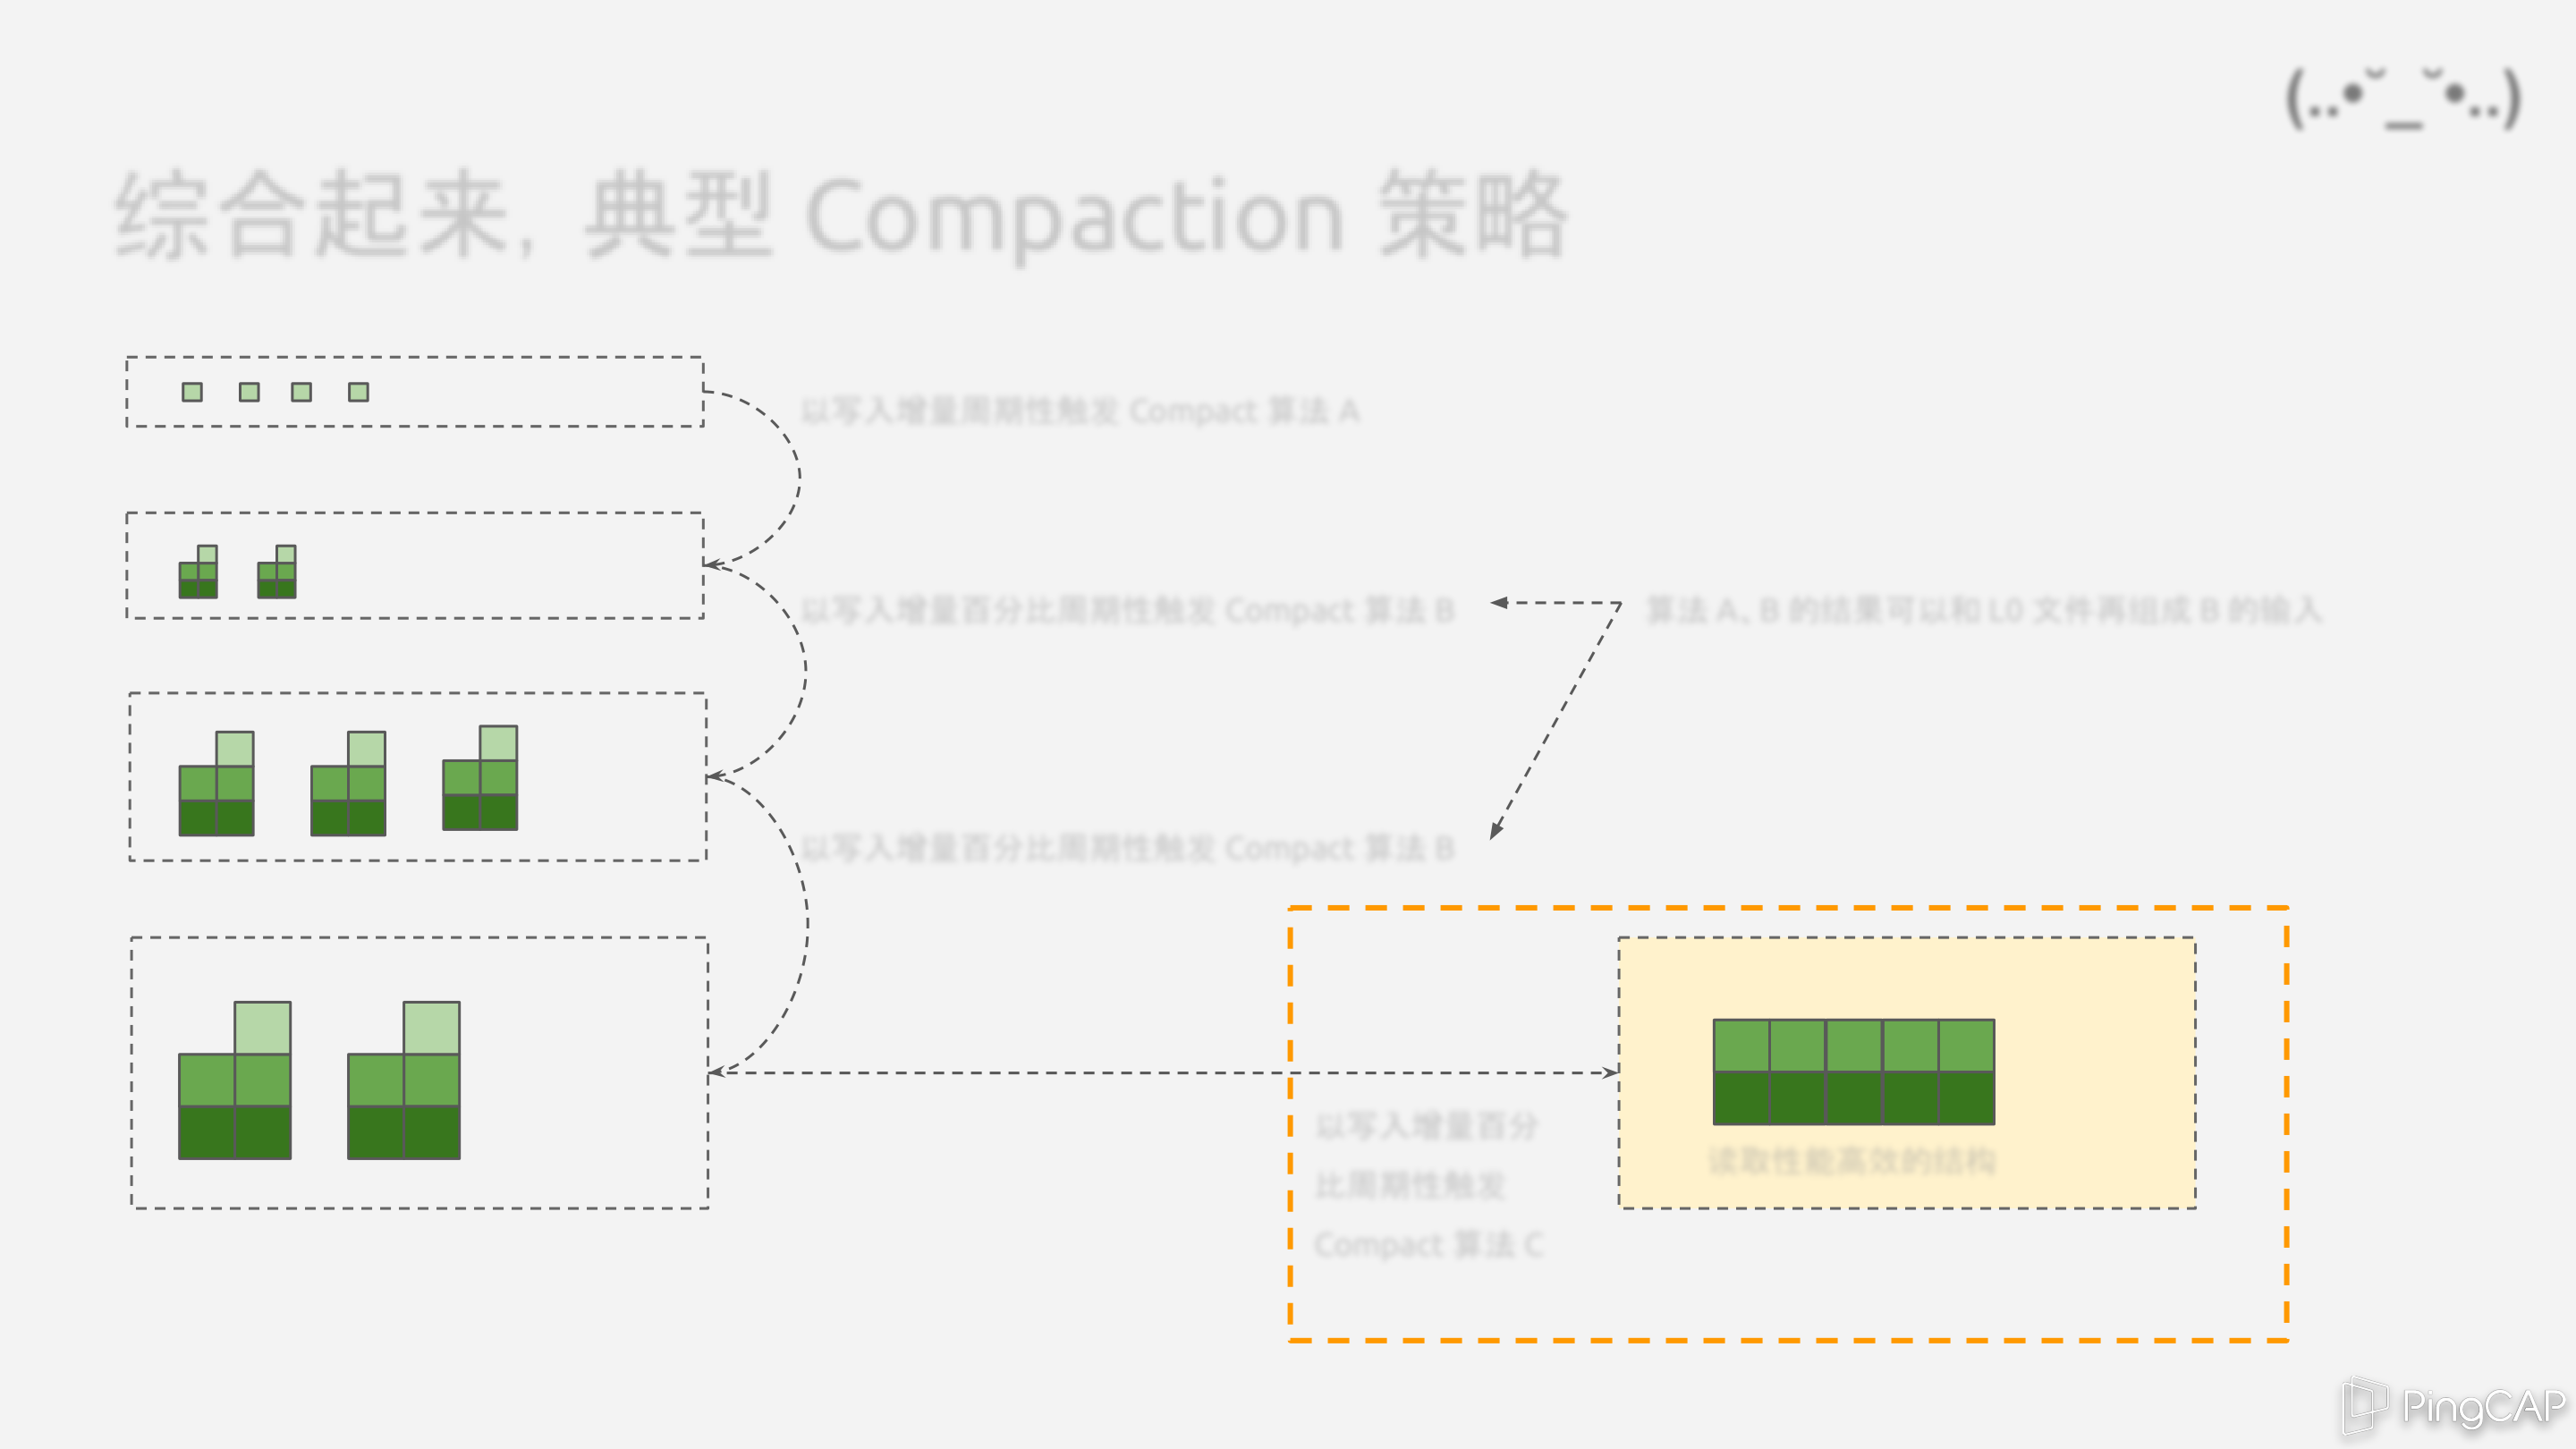 (..•˘_˘•..)
综合起来，典型 Compaction 策略
以写入增量周期性触发 Compact 算法 A
以写入增量百分比周期性触发 Compact 算法 B
算法 A, B 的结果可以和 L0 文件再组成 B 的输入
以写入增量百分比周期性触发 Compact 算法 B
以写入增量百分
比周期性触发
Compact 算法 C
读取性能高效的结构
PingCAP